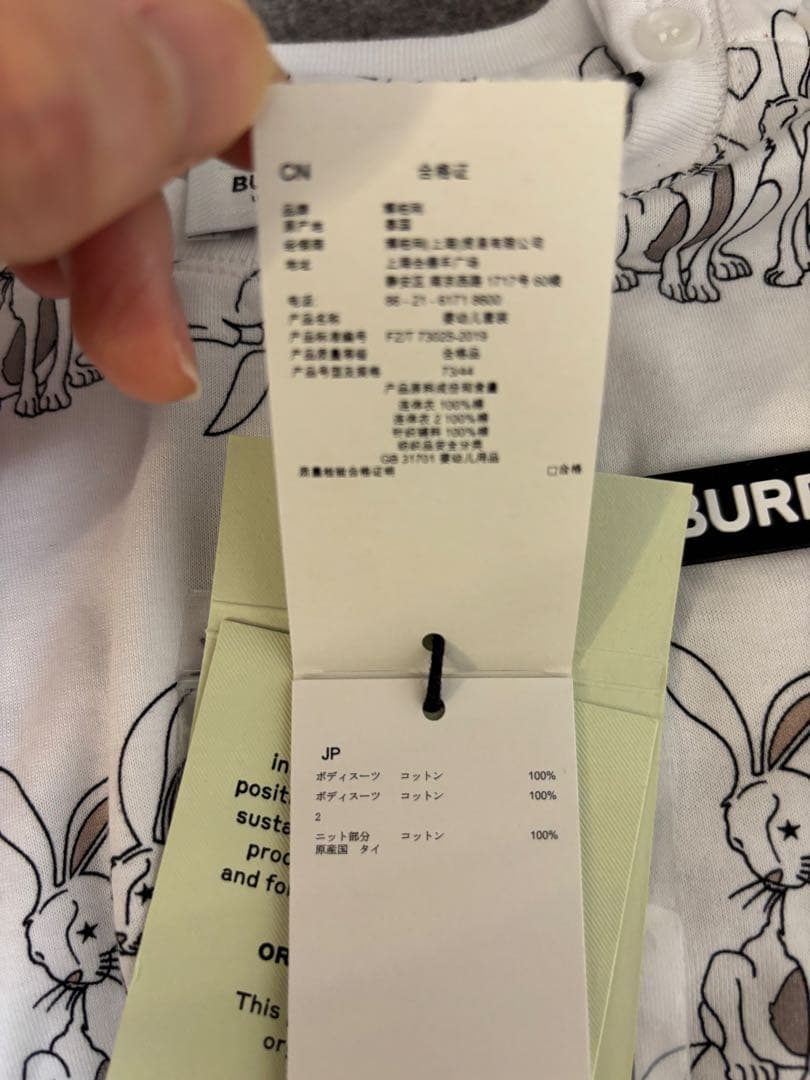 BU
CN 合格证
品牌 博柏利
原产地 泰国
经销商 博柏利(上海)贸易有限公司
地址 上海会德丰广场
静安区 南京西路 1717号 60楼
电话: 86 - 21 - 6171 8600
产品名称 婴幼儿套装
产品标准编号 FZ/T 73025-2019
产品质量等级 合格品
产品号型及规格 73/44
产品原料成份和含量
连体衣 100%棉
连体衣 2 100%棉
针织辅料 100%棉
纺织品安全分类
GB 31701 婴幼儿用品
质量检验合格证明 □合格
BURB
JP
ボディスーツ コットン 100%
ボディスーツ コットン 100%
2
ニット部分 コットン 100%
原産国 タイ
in
posit
susta
proc
and fo
OR
This
or